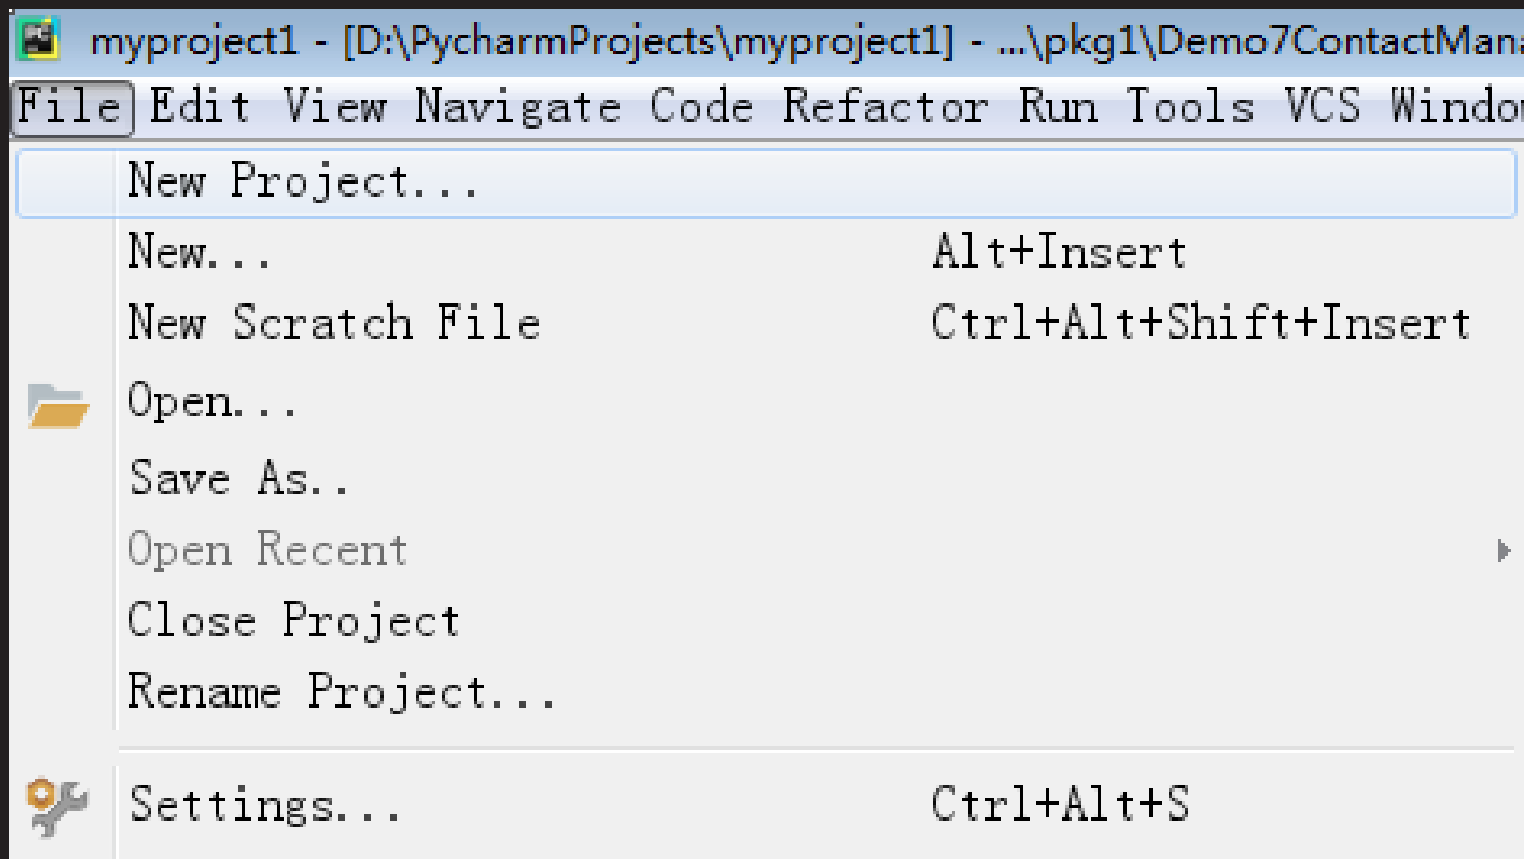 myproject1 - [D:\PycharmProjects\myproject1] - ...\pkg1\Demo7ContactMana
File Edit View Navigate Code Refactor Run Tools VCS Window
New Project...
New... Alt+Insert
New Scratch File Ctrl+Alt+Shift+Insert
Open...
Save As..
Open Recent
Close Project
Rename Project...
Settings... Ctrl+Alt+S